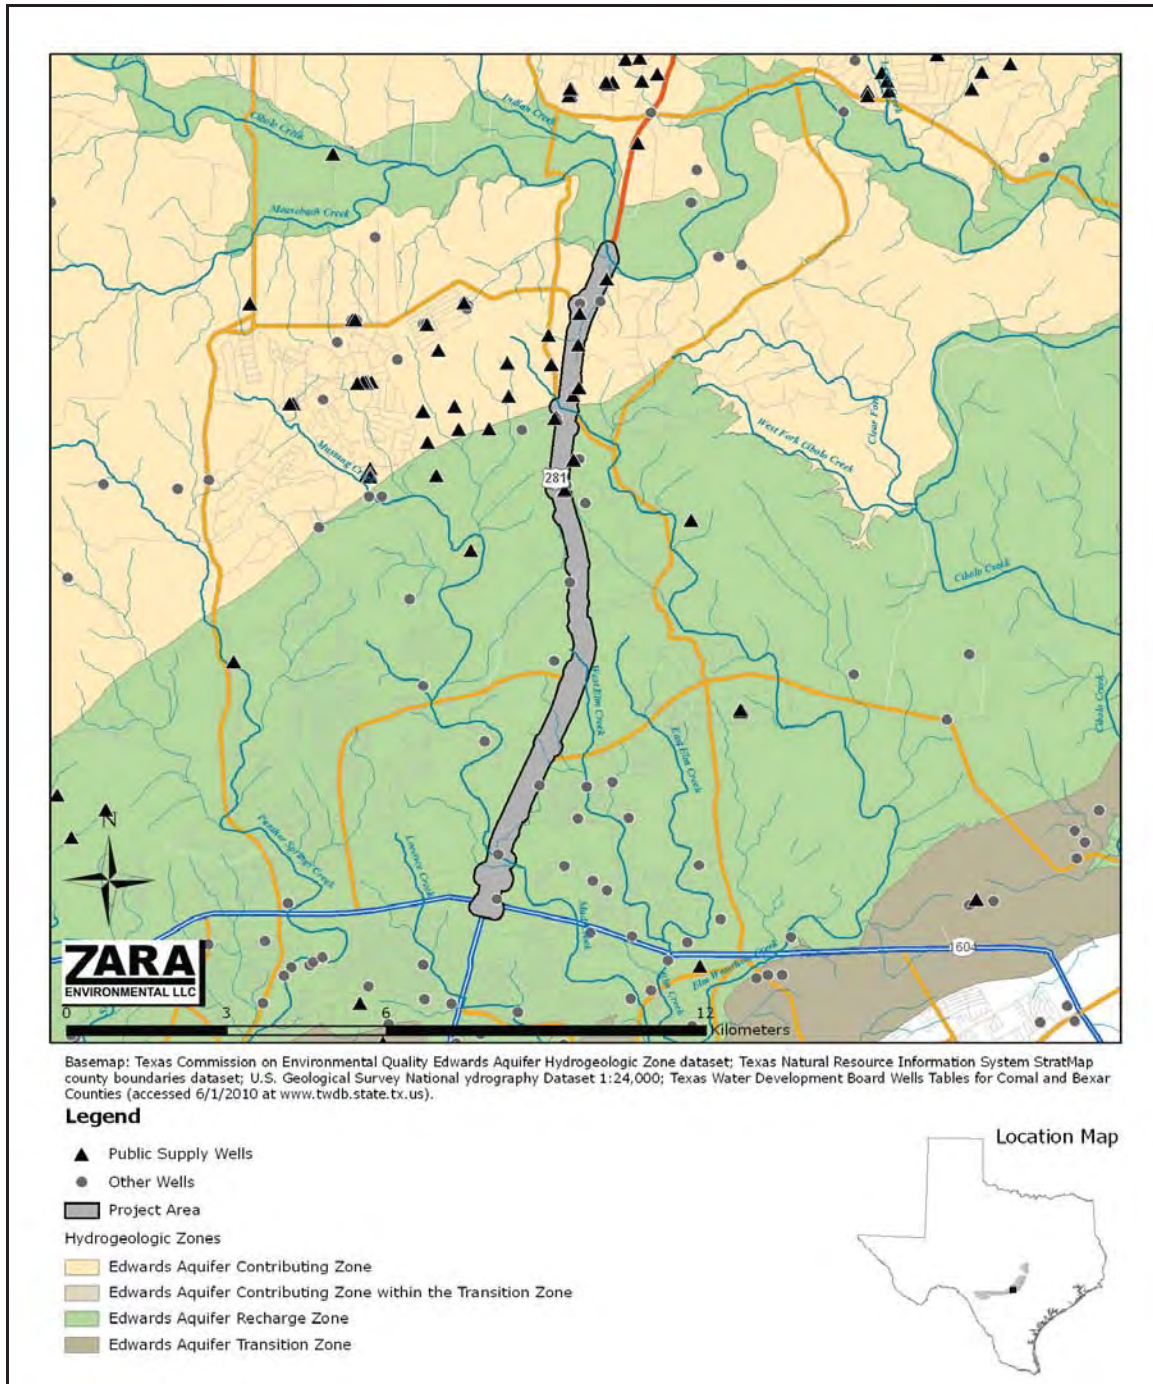 Indian Creek
Cibolo Creek
Meusebach Creek
Mustang Creek
West Fork Cibolo Creek
Clear Fork
281
Cibolo Creek
West Elm Creek
East Elm Creek
Cibolo Creek
Panther Springs Creek
Lorence Creek
Mud Creek
Elm Creek
Elm Waterhole Creek
1604
N
ZARA
ENVIRONMENTAL LLC
0 3 6 12
Kilometers
Basemap: Texas Commission on Environmental Quality Edwards Aquifer Hydrogeologic Zone dataset; Texas Natural Resource Information System StratMap
county boundaries dataset; U.S. Geological Survey National ydrography Dataset 1:24,000; Texas Water Development Board Wells Tables for Comal and Bexar
Counties (accessed 6/1/2010 at www.twdb.state.tx.us).
Legend
Public Supply Wells
Other Wells
Project Area
Hydrogeologic Zones
Edwards Aquifer Contributing Zone
Edwards Aquifer Contributing Zone within the Transition Zone
Edwards Aquifer Recharge Zone
Edwards Aquifer Transition Zone
Location Map